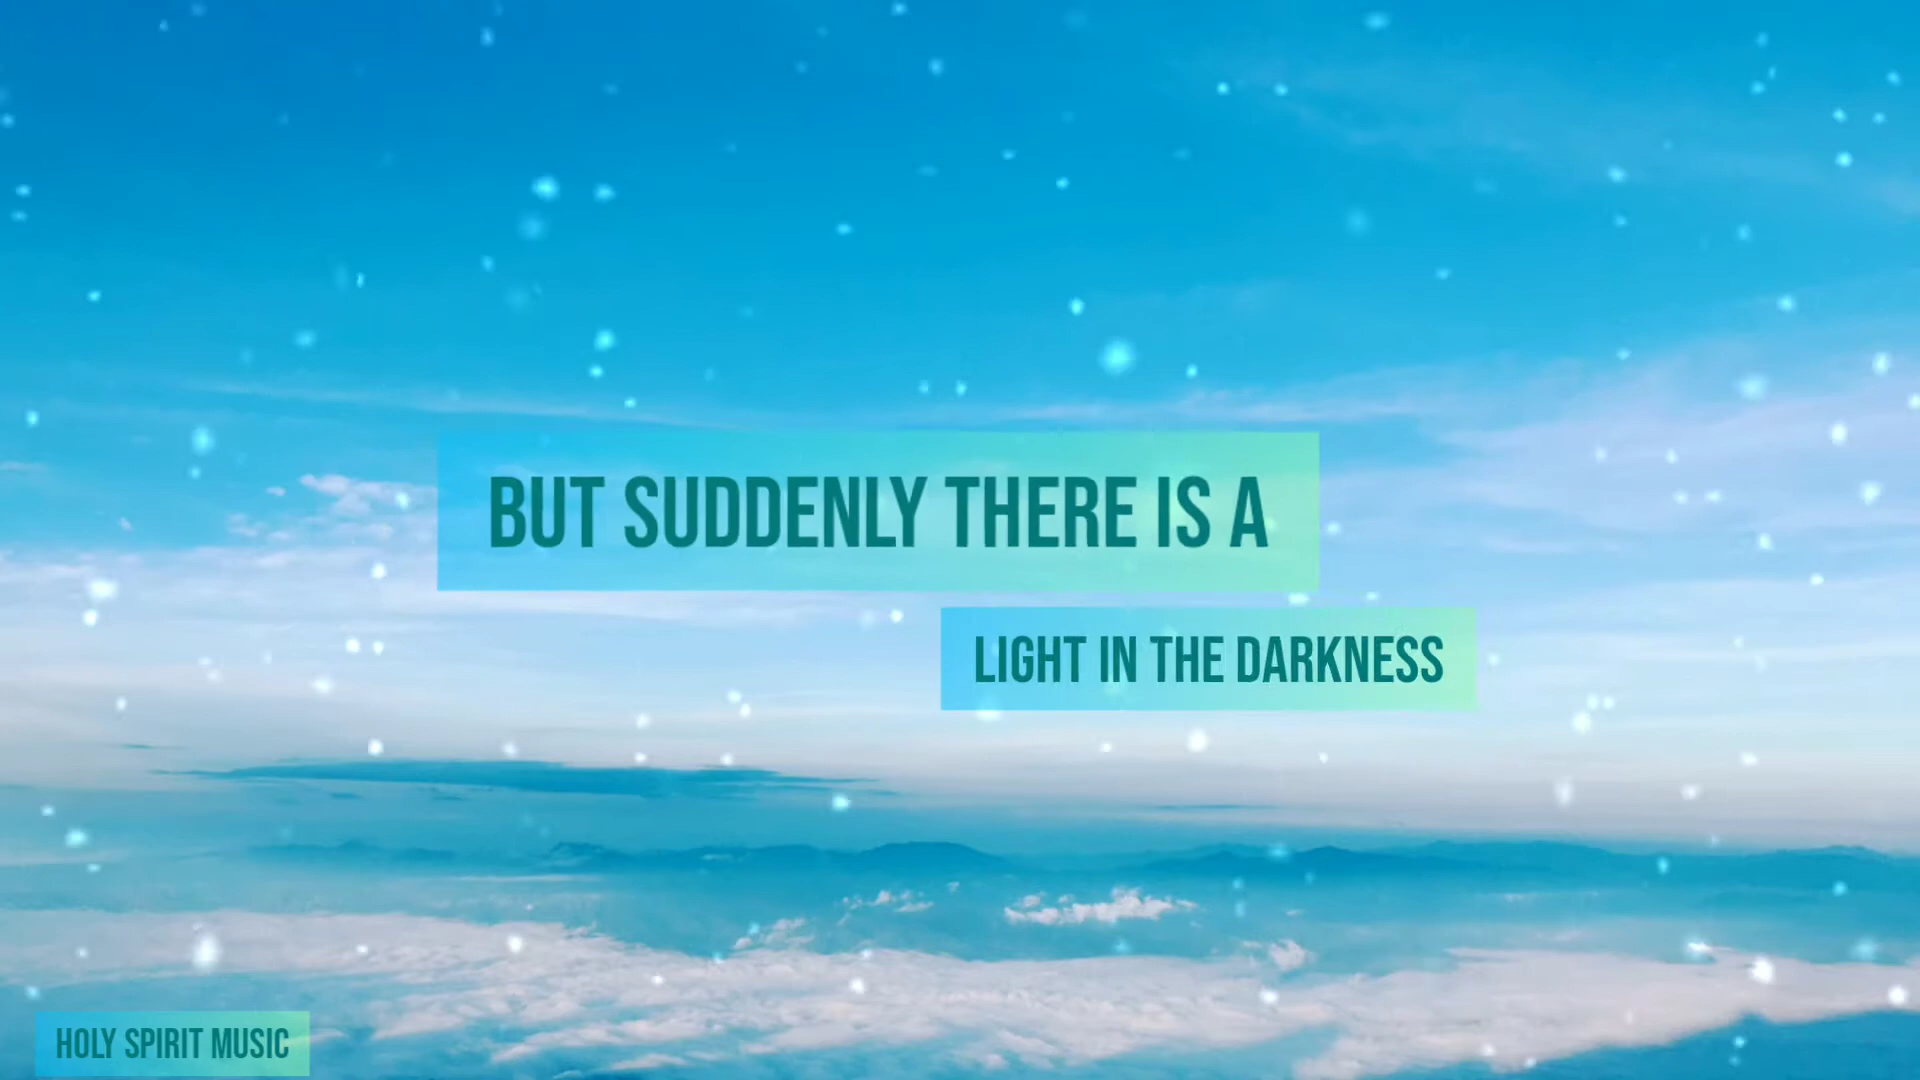 BUT SUDDENLY THERE IS A
LIGHT IN THE DARKNESS
HOLY SPIRIT MUSIC